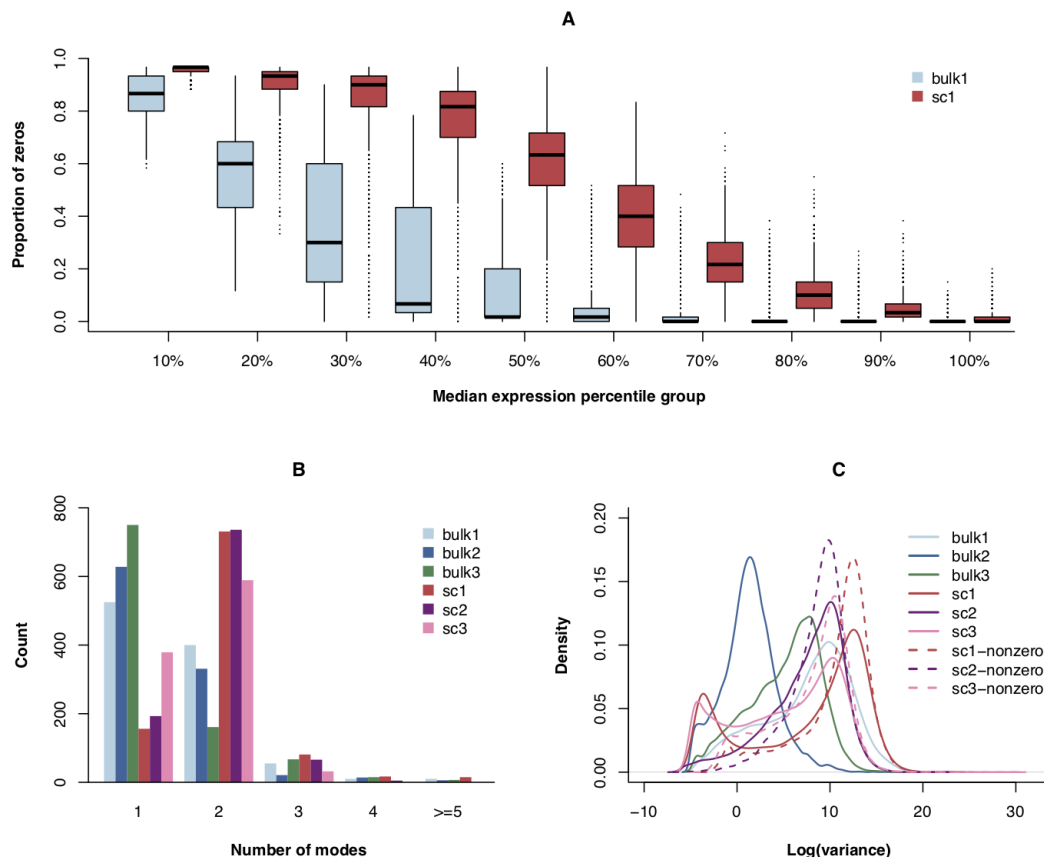 A
Proportion of zeros
1.0
0.8
0.6
0.4
0.2
0.0
bulk1
sc1
10% 20% 30% 40% 50% 60% 70% 80% 90% 100%
Median expression percentile group
B
Count
800
600
400
200
0
bulk1
bulk2
bulk3
sc1
sc2
sc3
1 2 3 4 >=5
Number of modes
C
Density
0.20
0.15
0.10
0.05
0.00
bulk1
bulk2
bulk3
sc1
sc2
sc3
sc1−nonzero
sc2−nonzero
sc3−nonzero
−10 0 10 20 30
Log(variance)